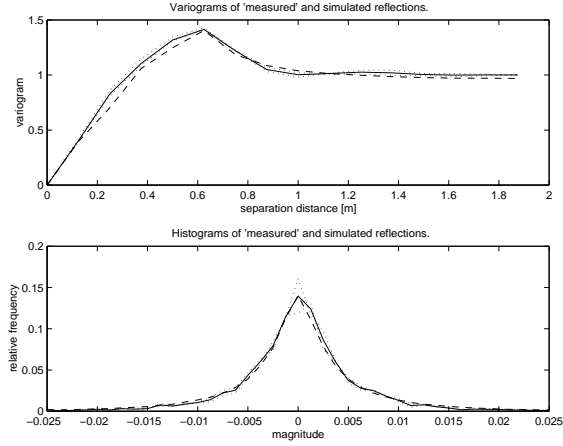 Variograms of 'measured' and simulated reflections.
1.5
1
0.5
0
variogram
0 0.2 0.4 0.6 0.8 1 1.2 1.4 1.6 1.8 2
separation distance [m]
Histograms of 'measured' and simulated reflections.
0.2
0.15
0.1
0.05
0
relative frequency
−0.025 −0.02 −0.015 −0.01 −0.005 0 0.005 0.01 0.015 0.02 0.025
magnitude